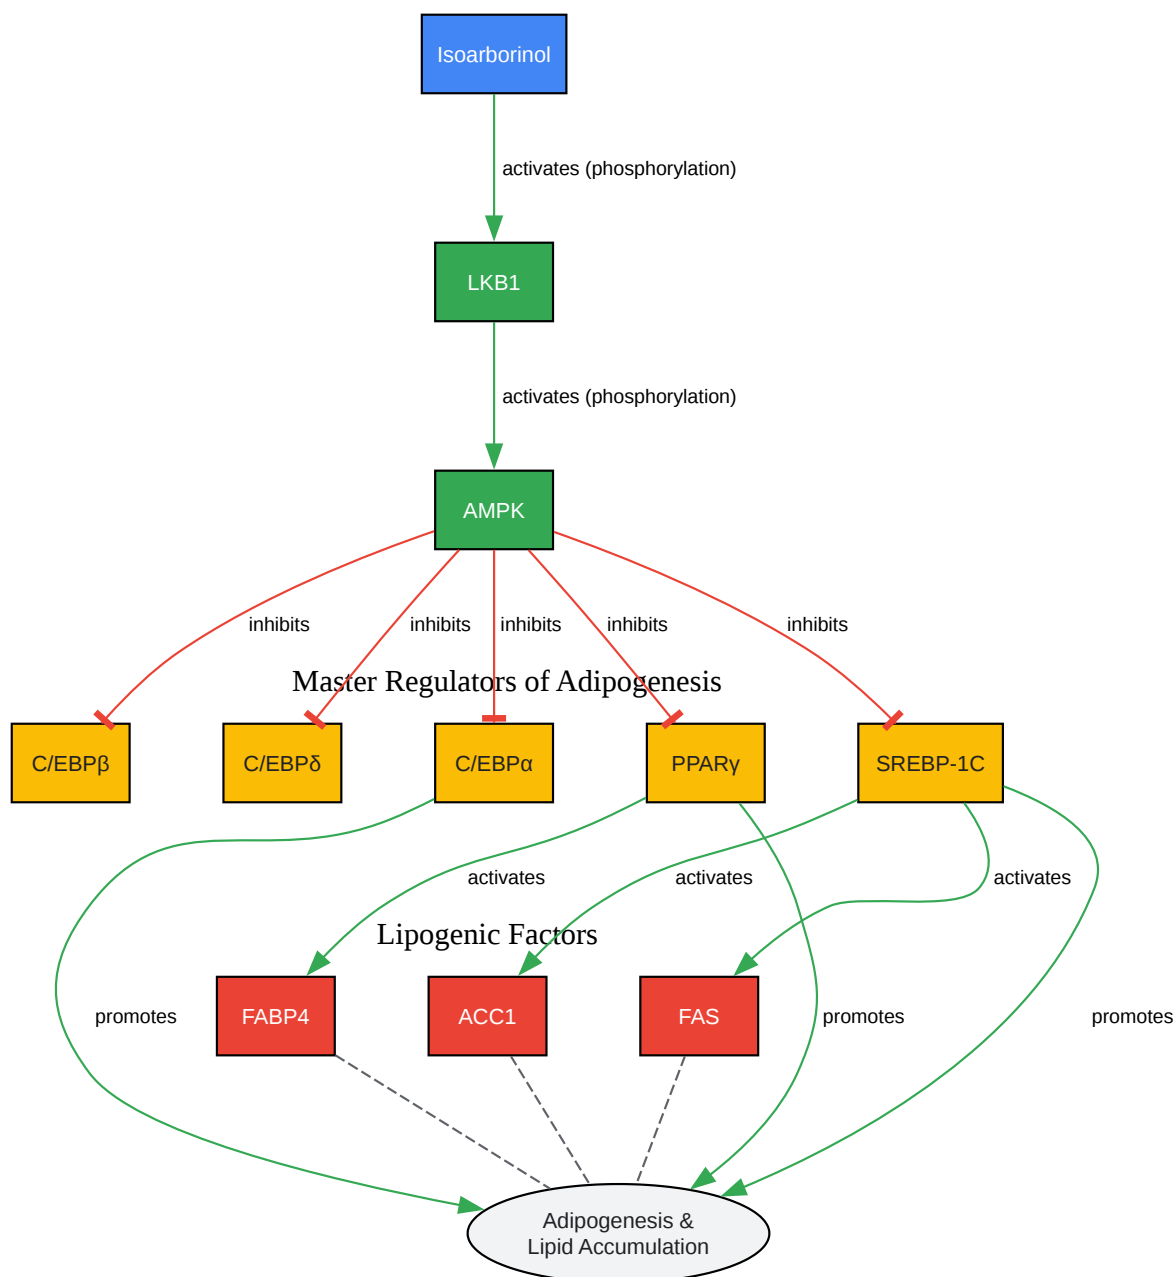 Isoarborinol
activates (phosphorylation)
LKB1
activates (phosphorylation)
AMPK
inhibits
inhibits
inhibits
inhibits
inhibits
Master Regulators of Adipogenesis
C/EBPβ
C/EBPδ
C/EBPα
PPARγ
SREBP-1C
activates
activates
activates
Lipogenic Factors
FABP4
ACC1
FAS
promotes
promotes
promotes
Adipogenesis &
Lipid Accumulation